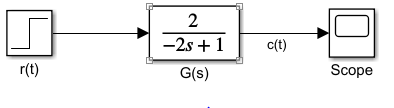 2
-2s + 1
c(t)
r(t)
G(s)
Scope